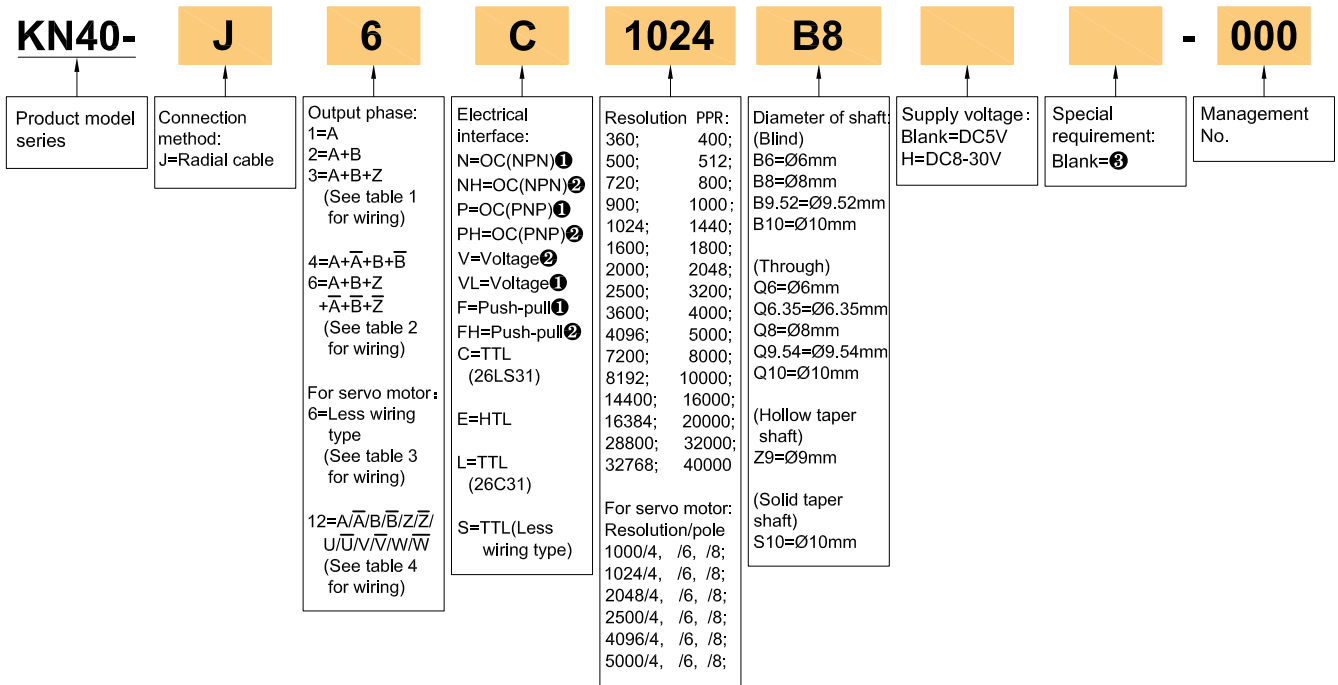 KN40- J 6 C 1024 B8 - 000
Product model
series
Connection
method:
J=Radial cable
Output phase:
1=A
2=A+B
3=A+B+Z
(See table 1
for wiring)
4=A+A̅+B+B̅
6=A+B+Z
+A̅+B̅+Z̅
(See table 2
for wiring)
For servo motor:
6=Less wiring
type
(See table 3
for wiring)
12=A/A̅/B/B̅/Z/Z̅/
U/U̅/V/V̅/W/W̅
(See table 4
for wiring)
Electrical
interface:
N=OC(NPN)❶
NH=OC(NPN)❷
P=OC(PNP)❶
PH=OC(PNP)❷
V=Voltage❷
VL=Voltage❶
F=Push-pull❶
FH=Push-pull❷
C=TTL
(26LS31)
E=HTL
L=TTL
(26C31)
S=TTL(Less
wiring type)
Resolution PPR:
360; 400;
500; 512;
720; 800;
900; 1000;
1024; 1440;
1600; 1800;
2000; 2048;
2500; 3200;
3600; 4000;
4096; 5000;
7200; 8000;
8192; 10000;
14400; 16000;
16384; 20000;
28800; 32000;
32768; 40000
For servo motor:
Resolution/pole
1000/4, /6, /8;
1024/4, /6, /8;
2048/4, /6, /8;
2500/4, /6, /8;
4096/4, /6, /8;
5000/4, /6, /8;
Diameter of shaft:
(Blind)
B6=Ø6mm
B8=Ø8mm
B9.52=Ø9.52mm
B10=Ø10mm
(Through)
Q6=Ø6mm
Q6.35=Ø6.35mm
Q8=Ø8mm
Q9.54=Ø9.54mm
Q10=Ø10mm
(Hollow taper
shaft)
Z9=Ø9mm
(Solid taper
shaft)
S10=Ø10mm
Supply voltage:
Blank=DC5V
H=DC8-30V
Special
requirement:
Blank=❸
Management
No.